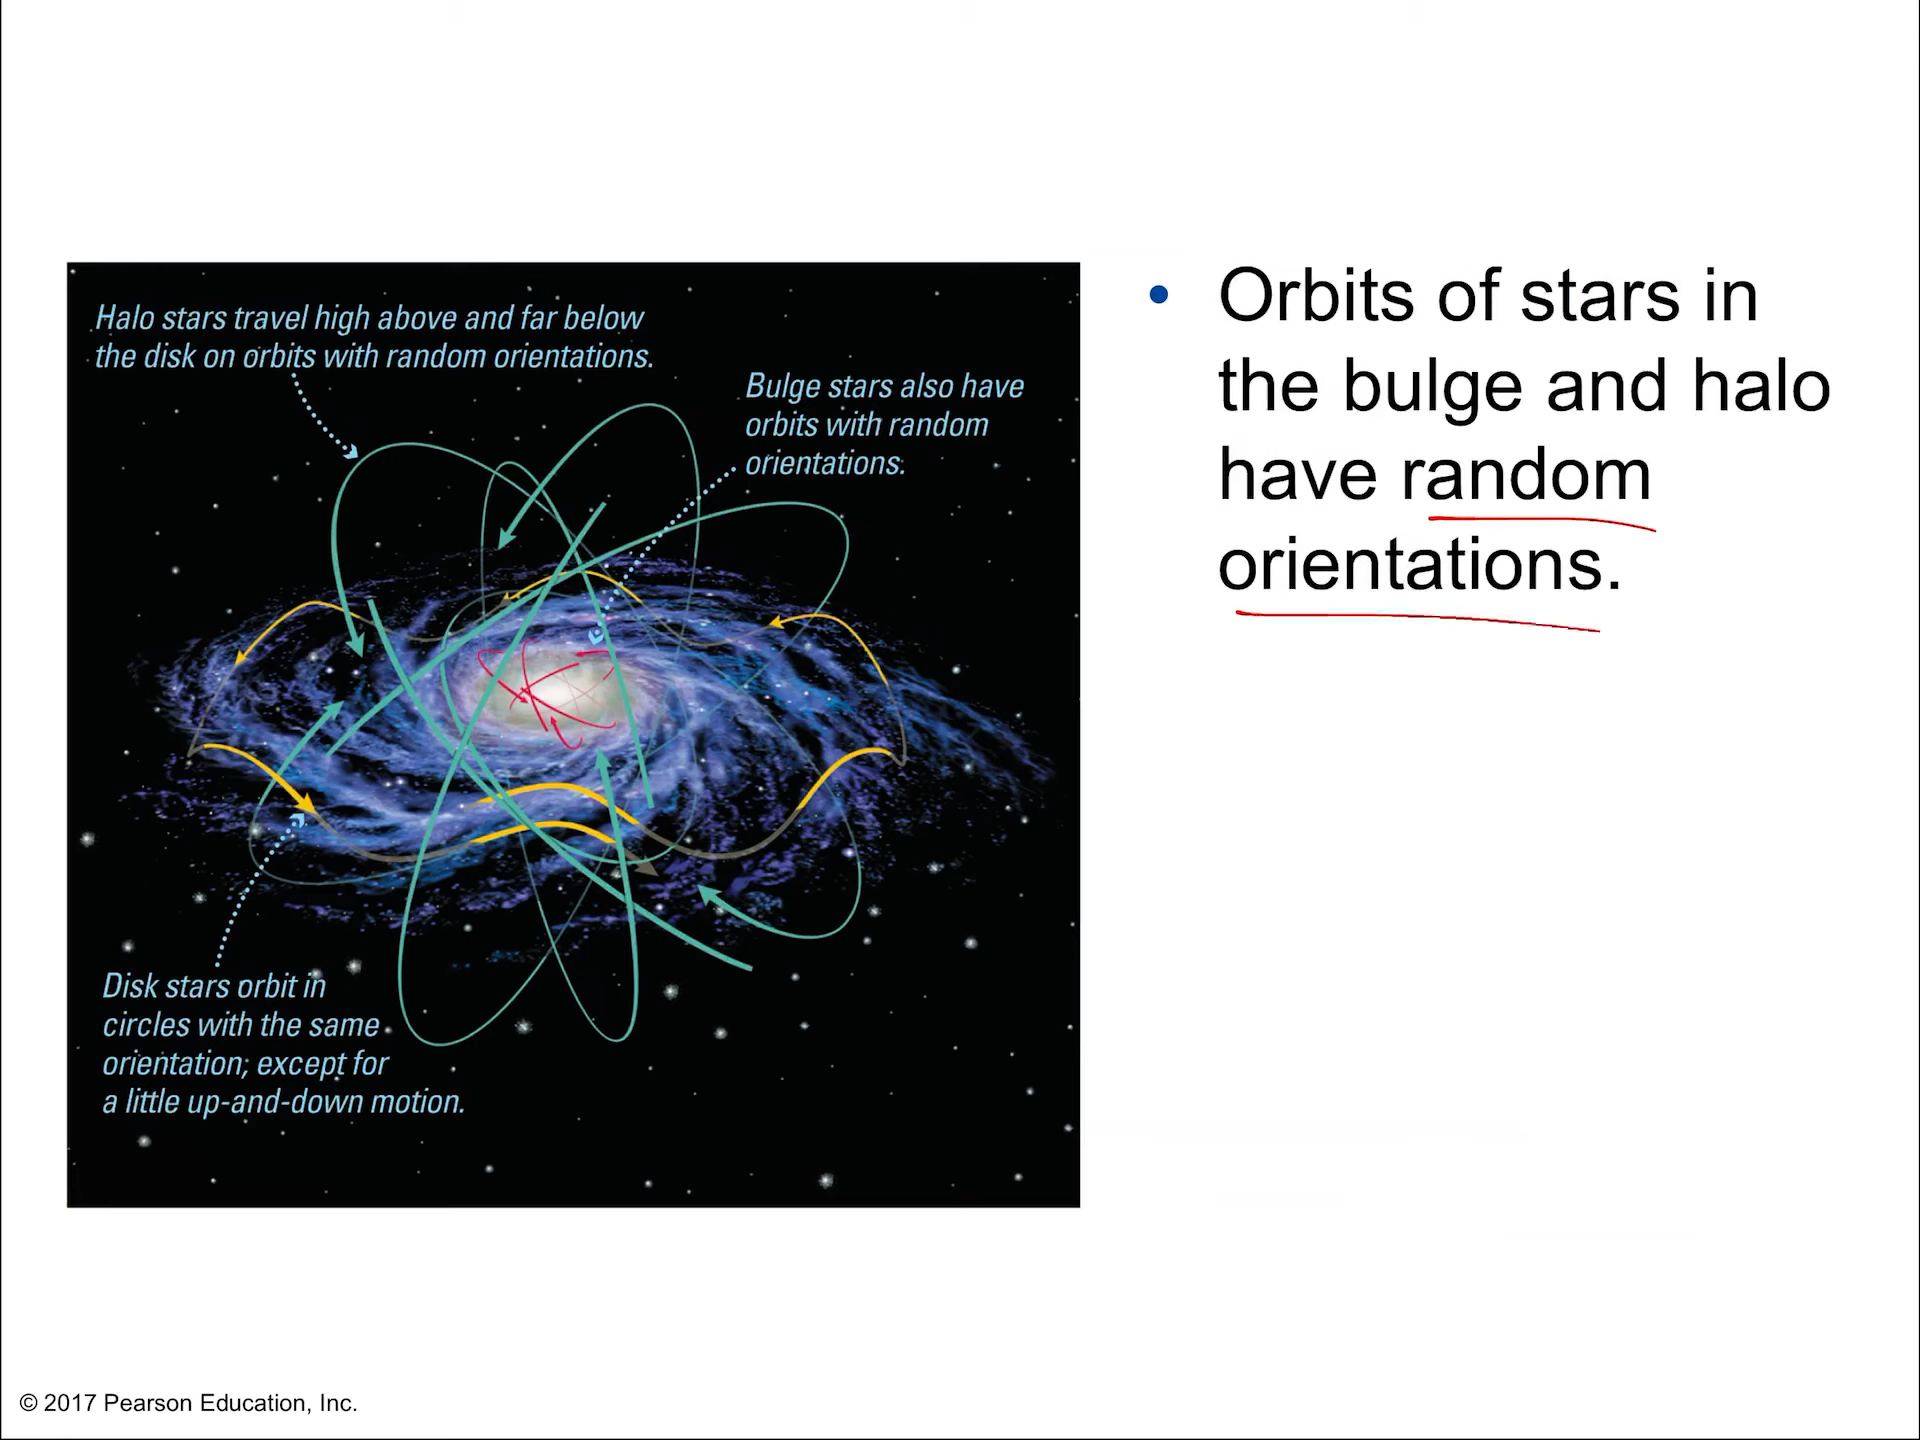 Halo stars travel high above and far below
the disk on orbits with random orientations.
Bulge stars also have
orbits with random
orientations.
Disk stars orbit in
circles with the same
orientation, except for
a little up-and-down motion.
• Orbits of stars in
the bulge and halo
have random
orientations.
© 2017 Pearson Education, Inc.